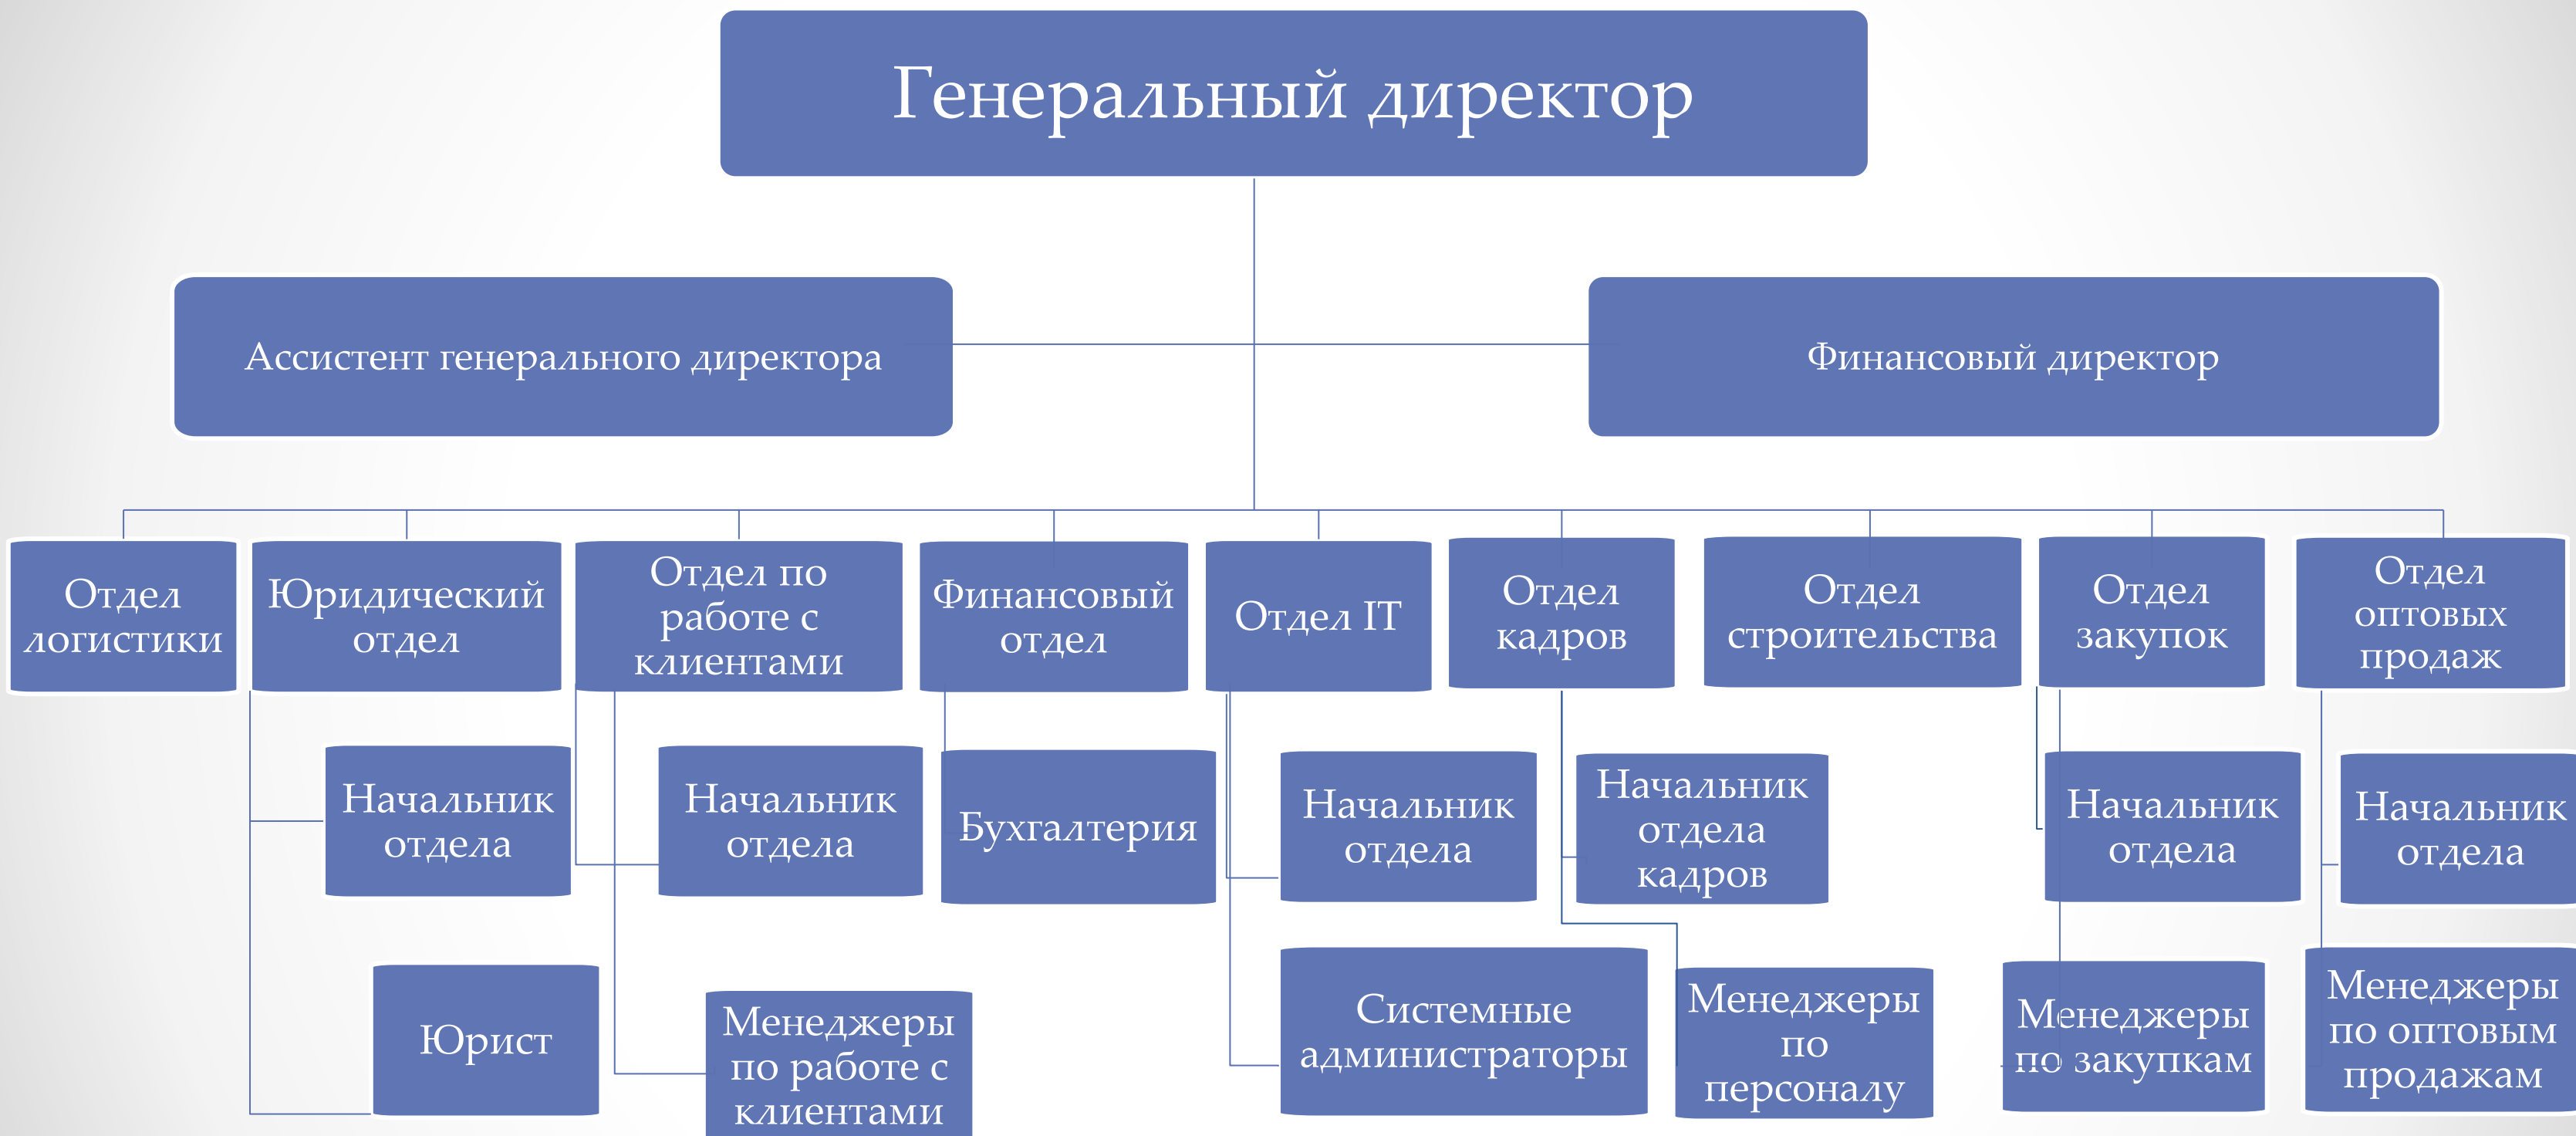 Генеральный директор
Ассистент генерального директора
Финансовый директор
Отдел
логистики
Юридический
отдел
Отдел по
работе с
клиентами
Финансовый
отдел
Отдел IT
Отдел
кадров
Отдел
строительства
Отдел
закупок
Отдел
оптовых
продаж
Начальник
отдела
Начальник
отдела
Бухгалтерия
Начальник
отдела
Начальник
отдела
кадров
Начальник
отдела
Начальник
отдела
Юрист
Менеджеры
по работе с
клиентами
Системные
администраторы
Менеджеры
по
персоналу
Менеджеры
по закупкам
Менеджеры
по оптовым
продажам